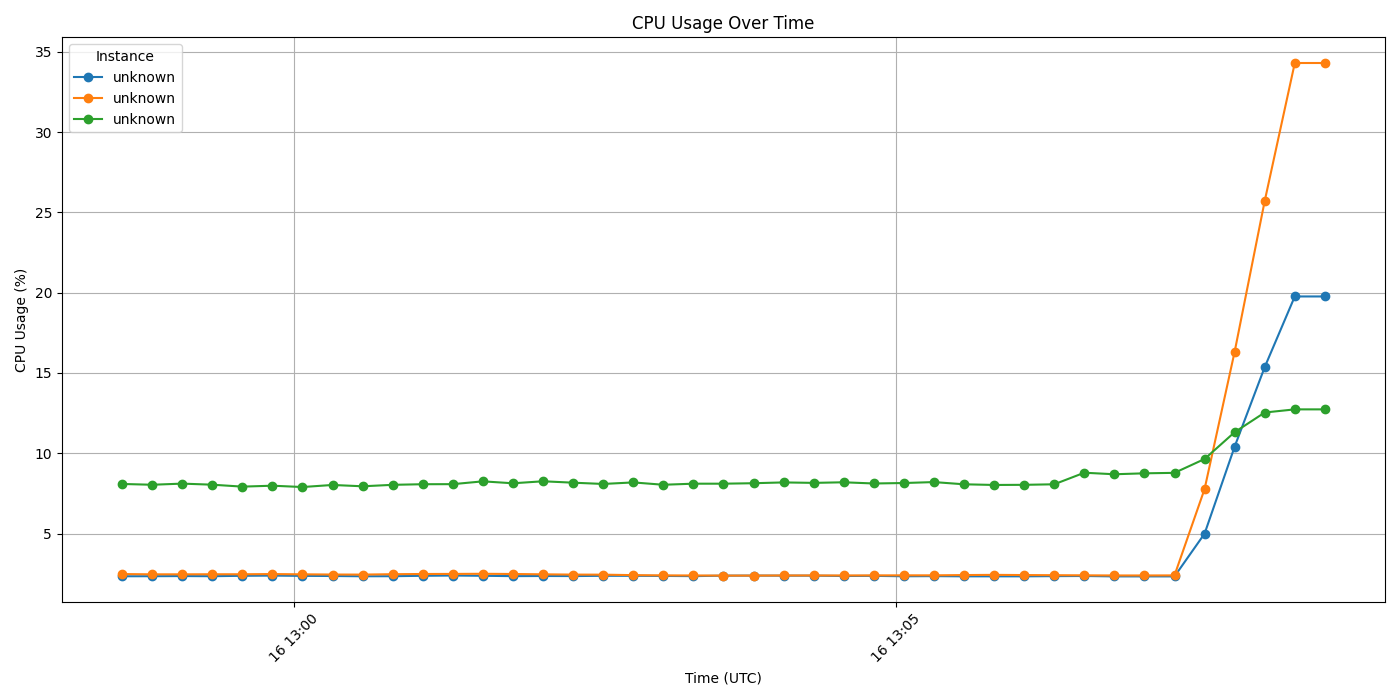 CPU Usage Over Time
Instance
unknown
unknown
unknown
CPU Usage (%)
35
30
25
20
15
10
5
16 13:00
16 13:05
Time (UTC)